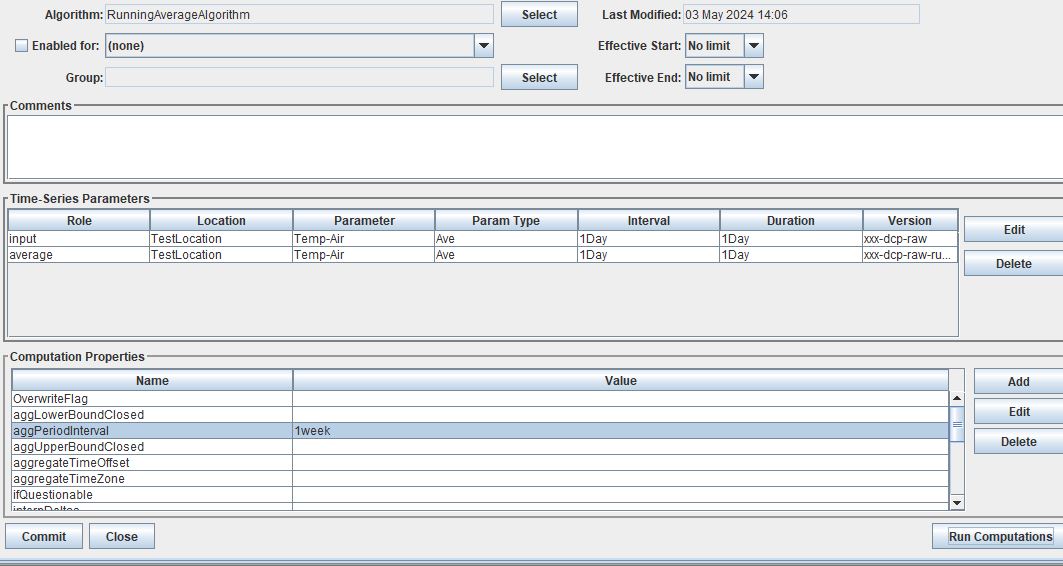 Algorithm: RunningAverageAlgorithm Select Last Modified: 03 May 2024 14:06
Enabled for: (none) Effective Start: No limit
Group: Select Effective End: No limit
Comments
Time-Series Parameters
Role Location Parameter Param Type Interval Duration Version
input TestLocation Temp-Air Ave 1Day 1Day xxx-dcp-raw Edit
average TestLocation Temp-Air Ave 1Day 1Day xxx-dcp-raw-ru...
Delete
Computation Properties
Name Value
Add
OverwriteFlag
aggLowerBoundClosed Edit
aggPeriodInterval 1week
aggUpperBoundClosed Delete
aggregateTimeOffset
aggregateTimeZone
ifQuestionable
Commit Close Run Computations